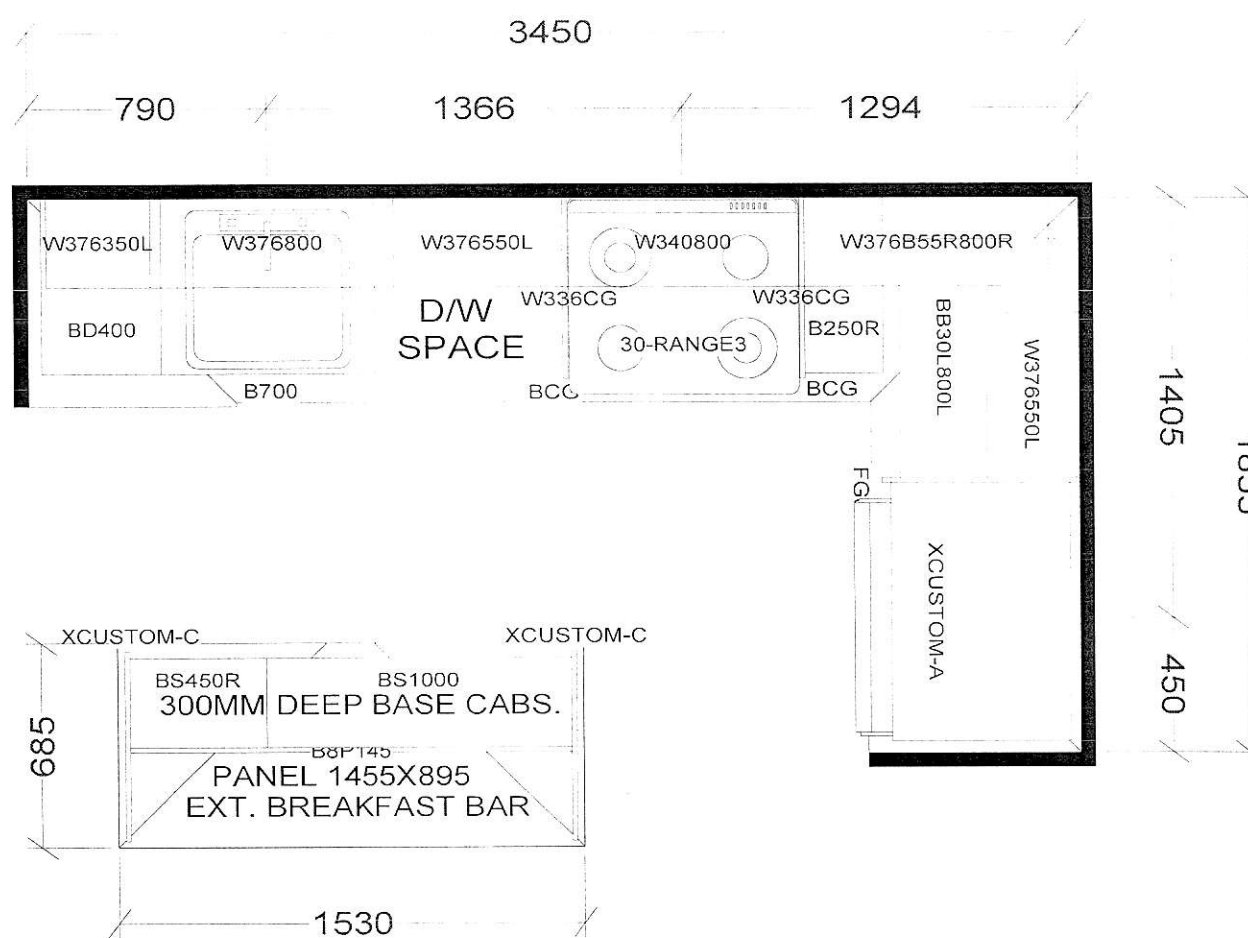 3450
790
1366
1294
W376350L
W376800
W376550L
W340800
W376B55R800R
W336CG
W336CG
D/W
SPACE
BD400
30-RANGE3
B250R
BB30L800L
W376550L
B700
BCG
BCG
1405
FG
XCUSTOM-A
XCUSTOM-C
XCUSTOM-C
450
BS450R
BS1000
300MM DEEP BASE CABS.
685
B8P145
PANEL 1455X895
EXT. BREAKFAST BAR
1530